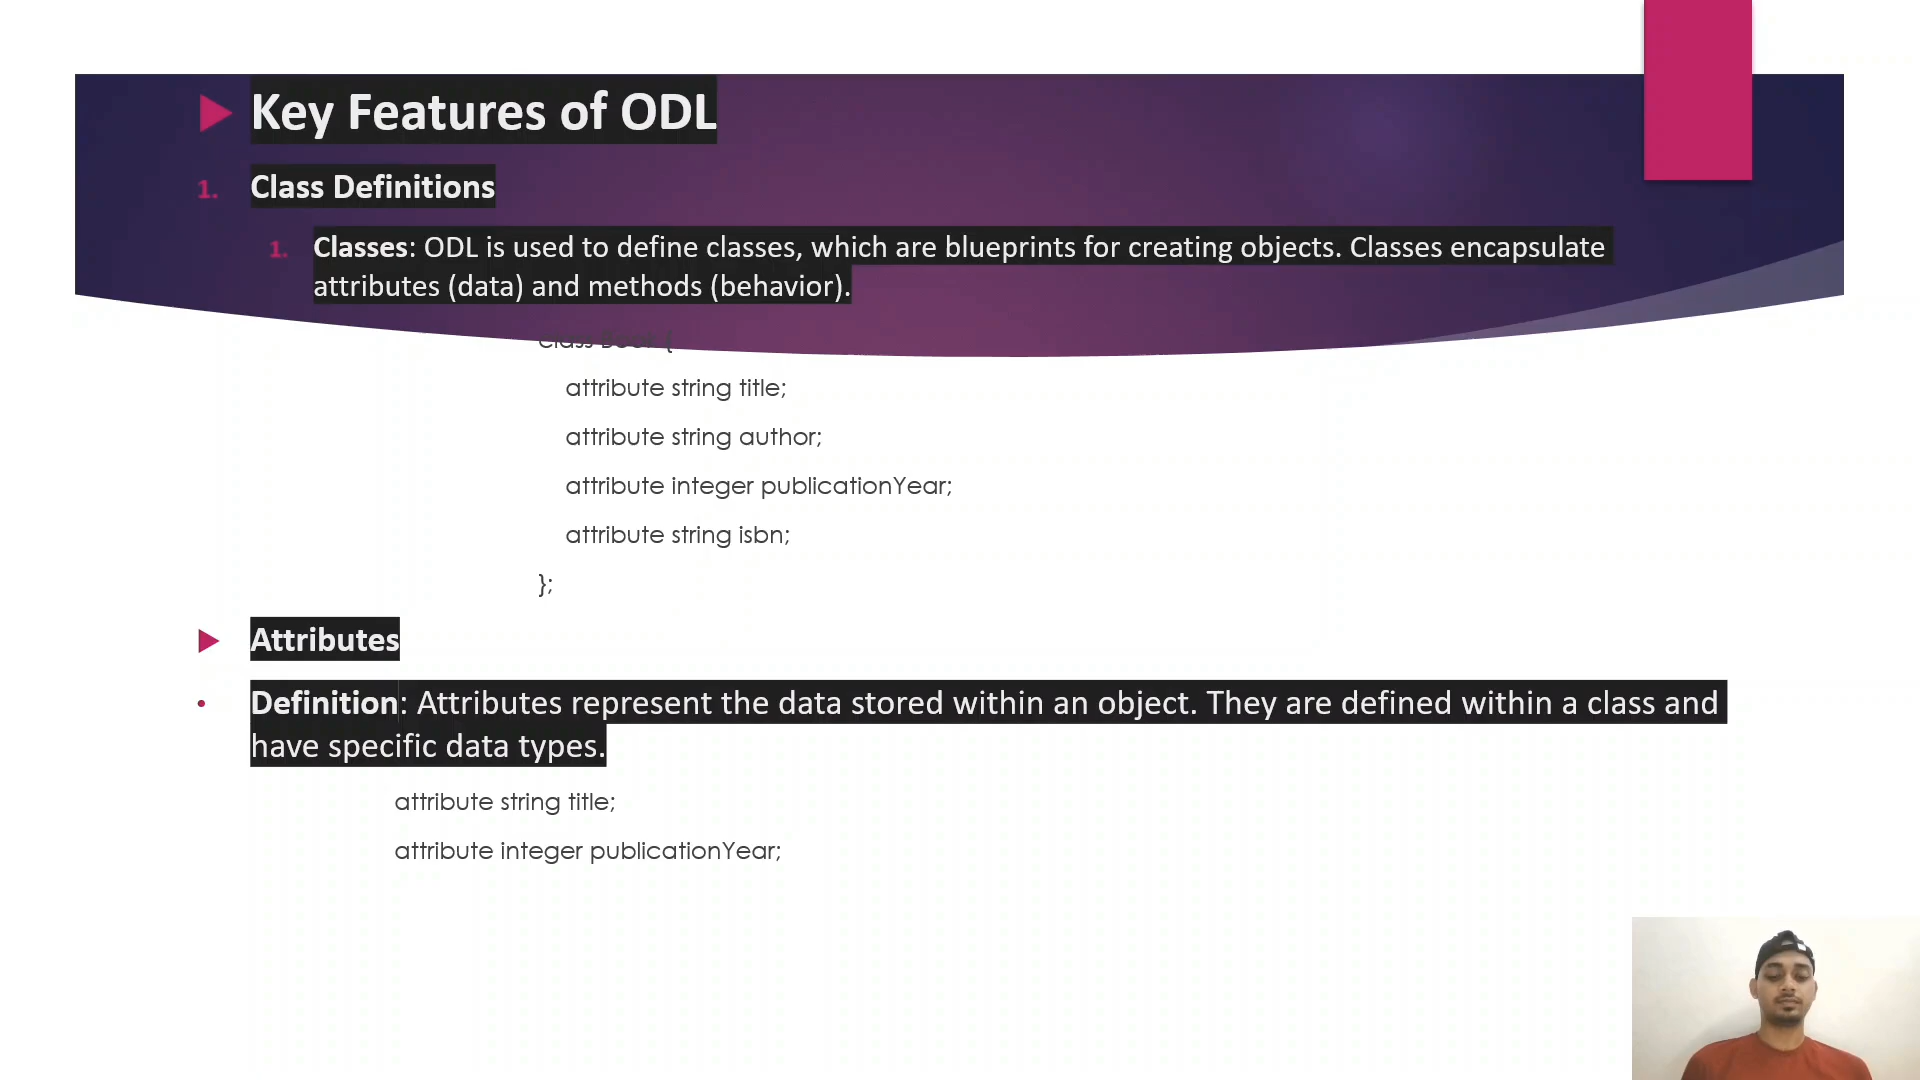 Key Features of ODL
1. Class Definitions
1. Classes: ODL is used to define classes, which are blueprints for creating objects. Classes encapsulate
attributes (data) and methods (behavior).
class Book {
attribute string title;
attribute string author;
attribute integer publicationYear;
attribute string isbn;
};
Attributes
• Definition: Attributes represent the data stored within an object. They are defined within a class and
have specific data types.
attribute string title;
attribute integer publicationYear;